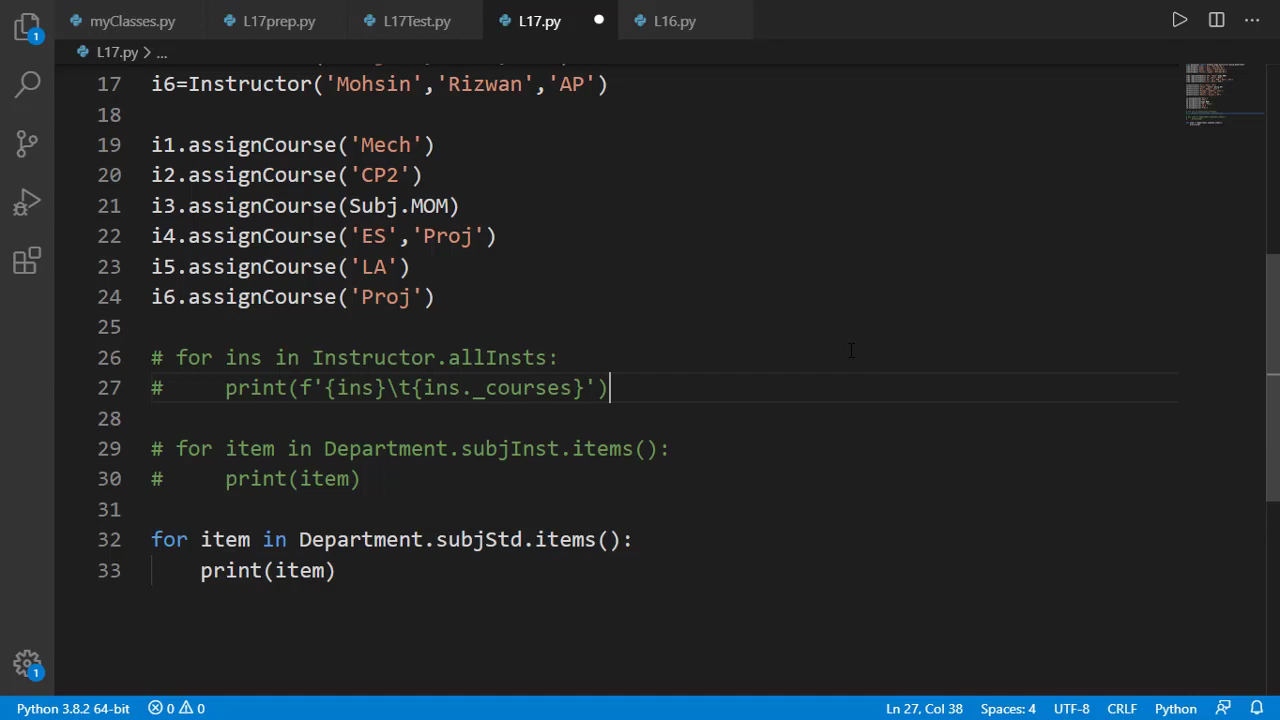 myClasses.py L17prep.py L17Test.py L17.py L16.py
L17.py > ...
17 i6=Instructor('Mohsin','Rizwan','AP')
18
19 i1.assignCourse('Mech')
20 i2.assignCourse('CP2')
21 i3.assignCourse(Subj.MOM)
22 i4.assignCourse('ES','Proj')
23 i5.assignCourse('LA')
24 i6.assignCourse('Proj')
25
26 # for ins in Instructor.allInsts:
27 #     print(f'{ins}\t{ins._courses}')
28
29 # for item in Department.subjInst.items():
30 #     print(item)
31
32 for item in Department.subjStd.items():
33     print(item)
1
1
Python 3.8.2 64-bit 0 0 Ln 27, Col 38 Spaces: 4 UTF-8 CRLF Python